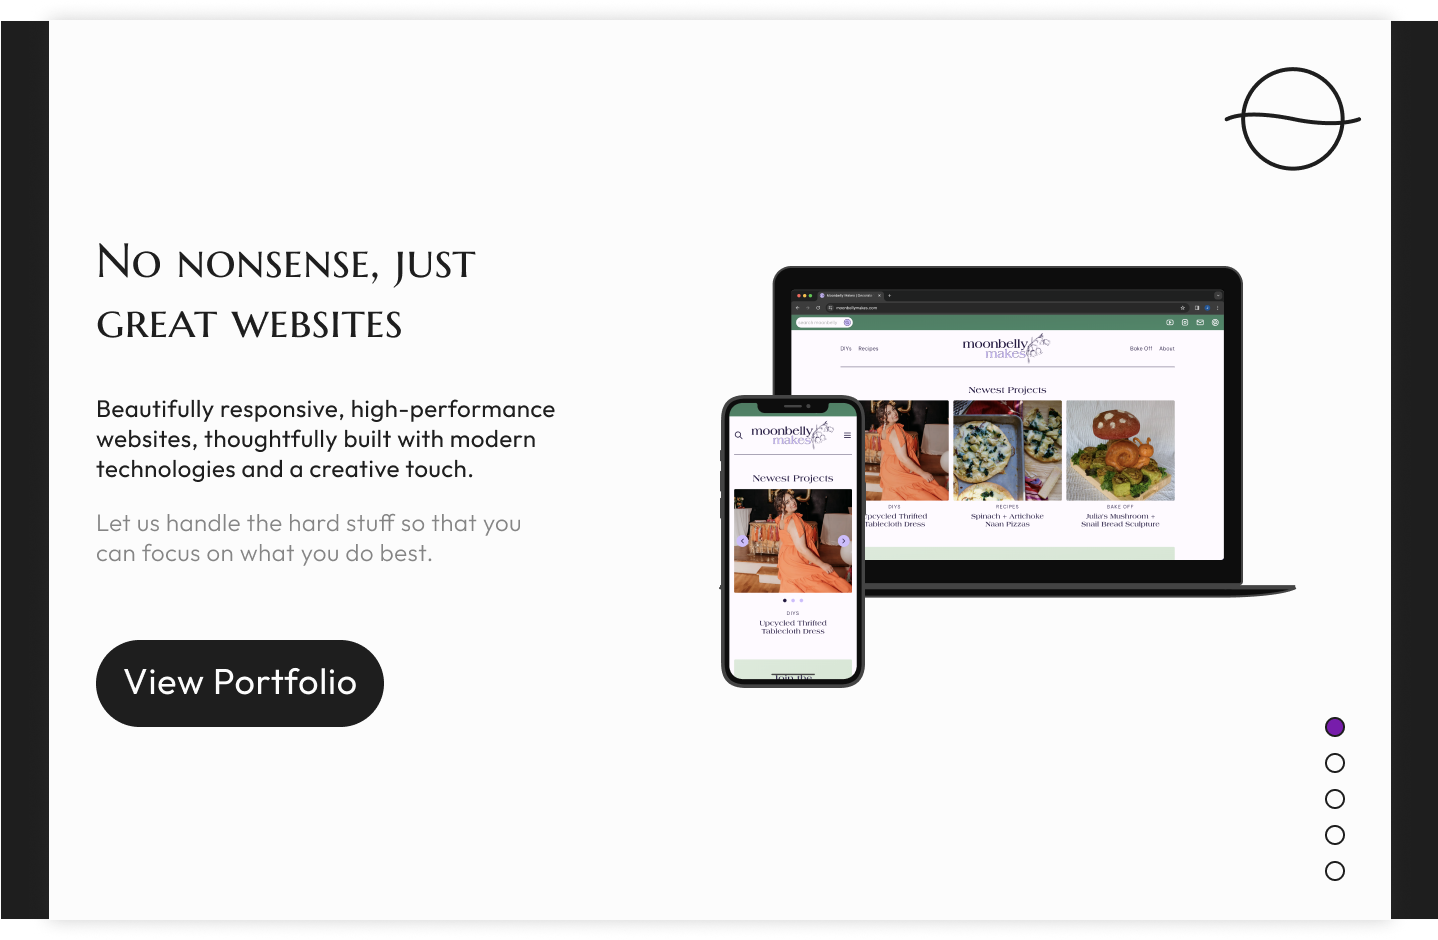 No nonsense, just
great websites
Beautifully responsive, high-performance
websites, thoughtfully built with modern
technologies and a creative touch.
Let us handle the hard stuff so that you
can focus on what you do best.
View Portfolio
moonbellymakes.com
DIYs Recipes
moonbelly
makes
Bake Off About
Newest Projects
DIYS
Upcycled Thrifted
Tablecloth Dress
RECIPES
Spinach + Artichoke
Naan Pizzas
BAKE OFF
Julia's Mushroom +
Snail Bread Sculpture
moonbelly
makes
Newest Projects
DIYS
Upcycled Thrifted
Tablecloth Dress
Join the